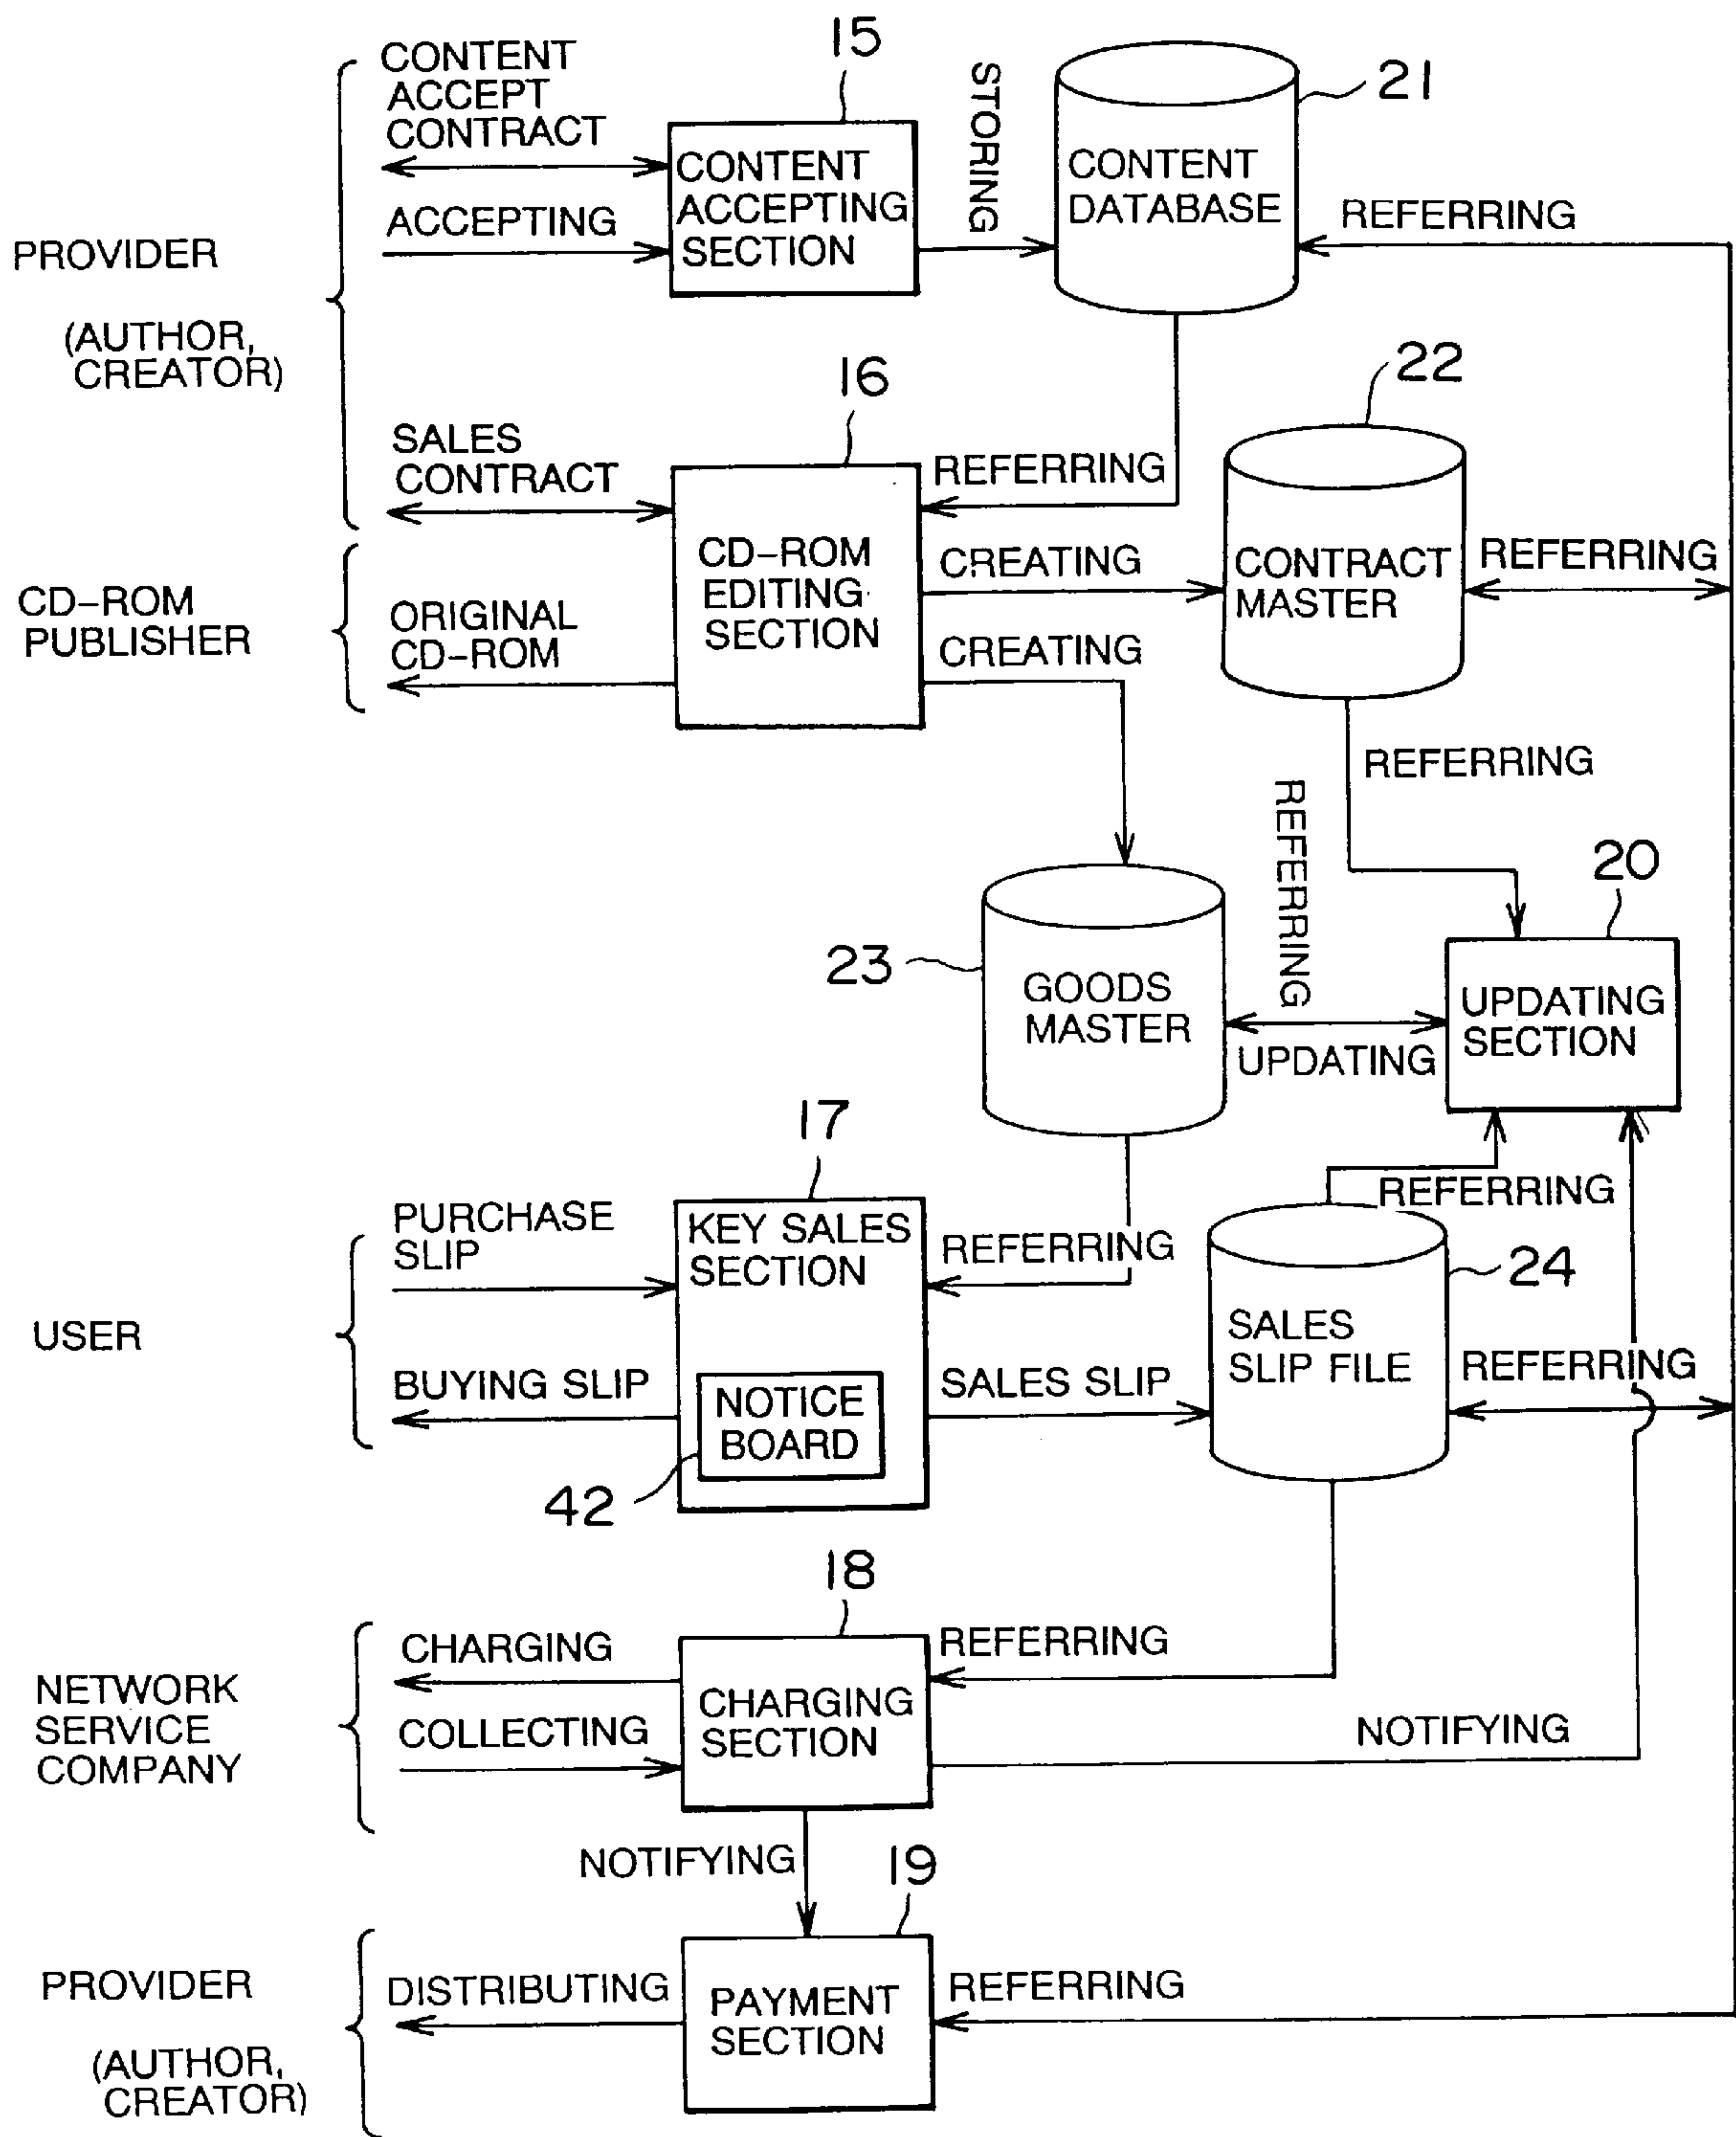 15
CONTENT
ACCEPT
CONTRACT
STORING
21
CONTENT
ACCEPTING
SECTION
CONTENT
DATABASE
ACCEPTING
REFERRING
PROVIDER
(AUTHOR,
CREATOR)
16
22
SALES
CONTRACT
REFERRING
CD-ROM
EDITING
SECTION
CREATING
CONTRACT
MASTER
REFERRING
CD-ROM
PUBLISHER
ORIGINAL
CD-ROM
CREATING
REFERRING
REFERRING
20
23
GOODS
MASTER
UPDATING
SECTION
UPDATING
17
PURCHASE
SLIP
KEY SALES
SECTION
REFERRING
REFERRING
24
USER
SALES
SLIP FILE
REFERRING
BUYING SLIP
NOTICE
BOARD
SALES SLIP
42
18
CHARGING
REFERRING
NETWORK
SERVICE
COMPANY
COLLECTING
CHARGING
SECTION
NOTIFYING
NOTIFYING
19
PROVIDER
(AUTHOR,
CREATOR)
DISTRIBUTING
PAYMENT
SECTION
REFERRING